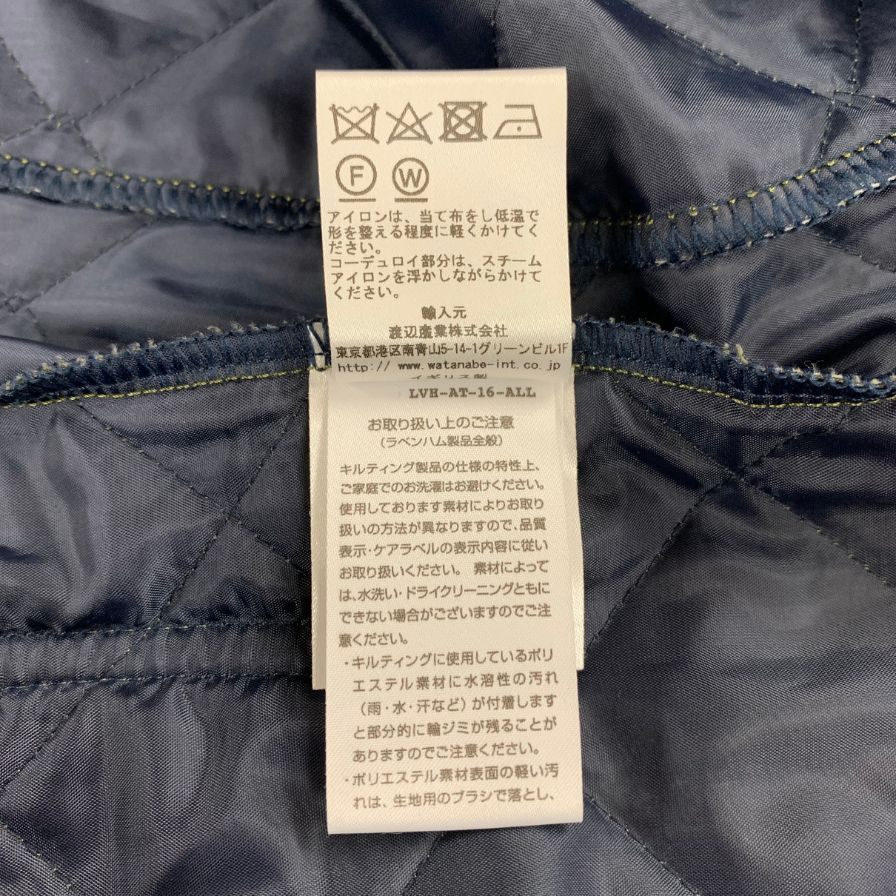 F W
アイロンは、当て布をし低温で
形を整える程度に軽くかけてく
ださい。
コーデュロイ部分は、スチーム
アイロンを浮かしながらかけて
ください。
輸入元
渡辺産業株式会社
東京都港区南青山5-14-1グリーンビル1F
http://www.watanabe-int.co.jp
イギリス製
LVH-AT-16-ALL
お取り扱い上のご注意
(ラベンハム製品全般)
キルティング製品の仕様の特性上、
ご家庭でのお洗濯はお避けください。
使用しております素材によりお取り
扱いの方法が異なりますので、品質
表示・ケアラベルの表示内容に従い
お取り扱いください。 素材によって
は、水洗い・ドライクリーニングともに
できない場合がございますのでご注
意ください。
・キルティングに使用しているポリ
エステル素材に水溶性の汚れ
(雨・水・汗など)が付着します
と部分的に輪ジミが残ることが
ありますのでご注意ください。
・ポリエステル素材表面の軽い汚
れは、生地用のブラシで落とし、